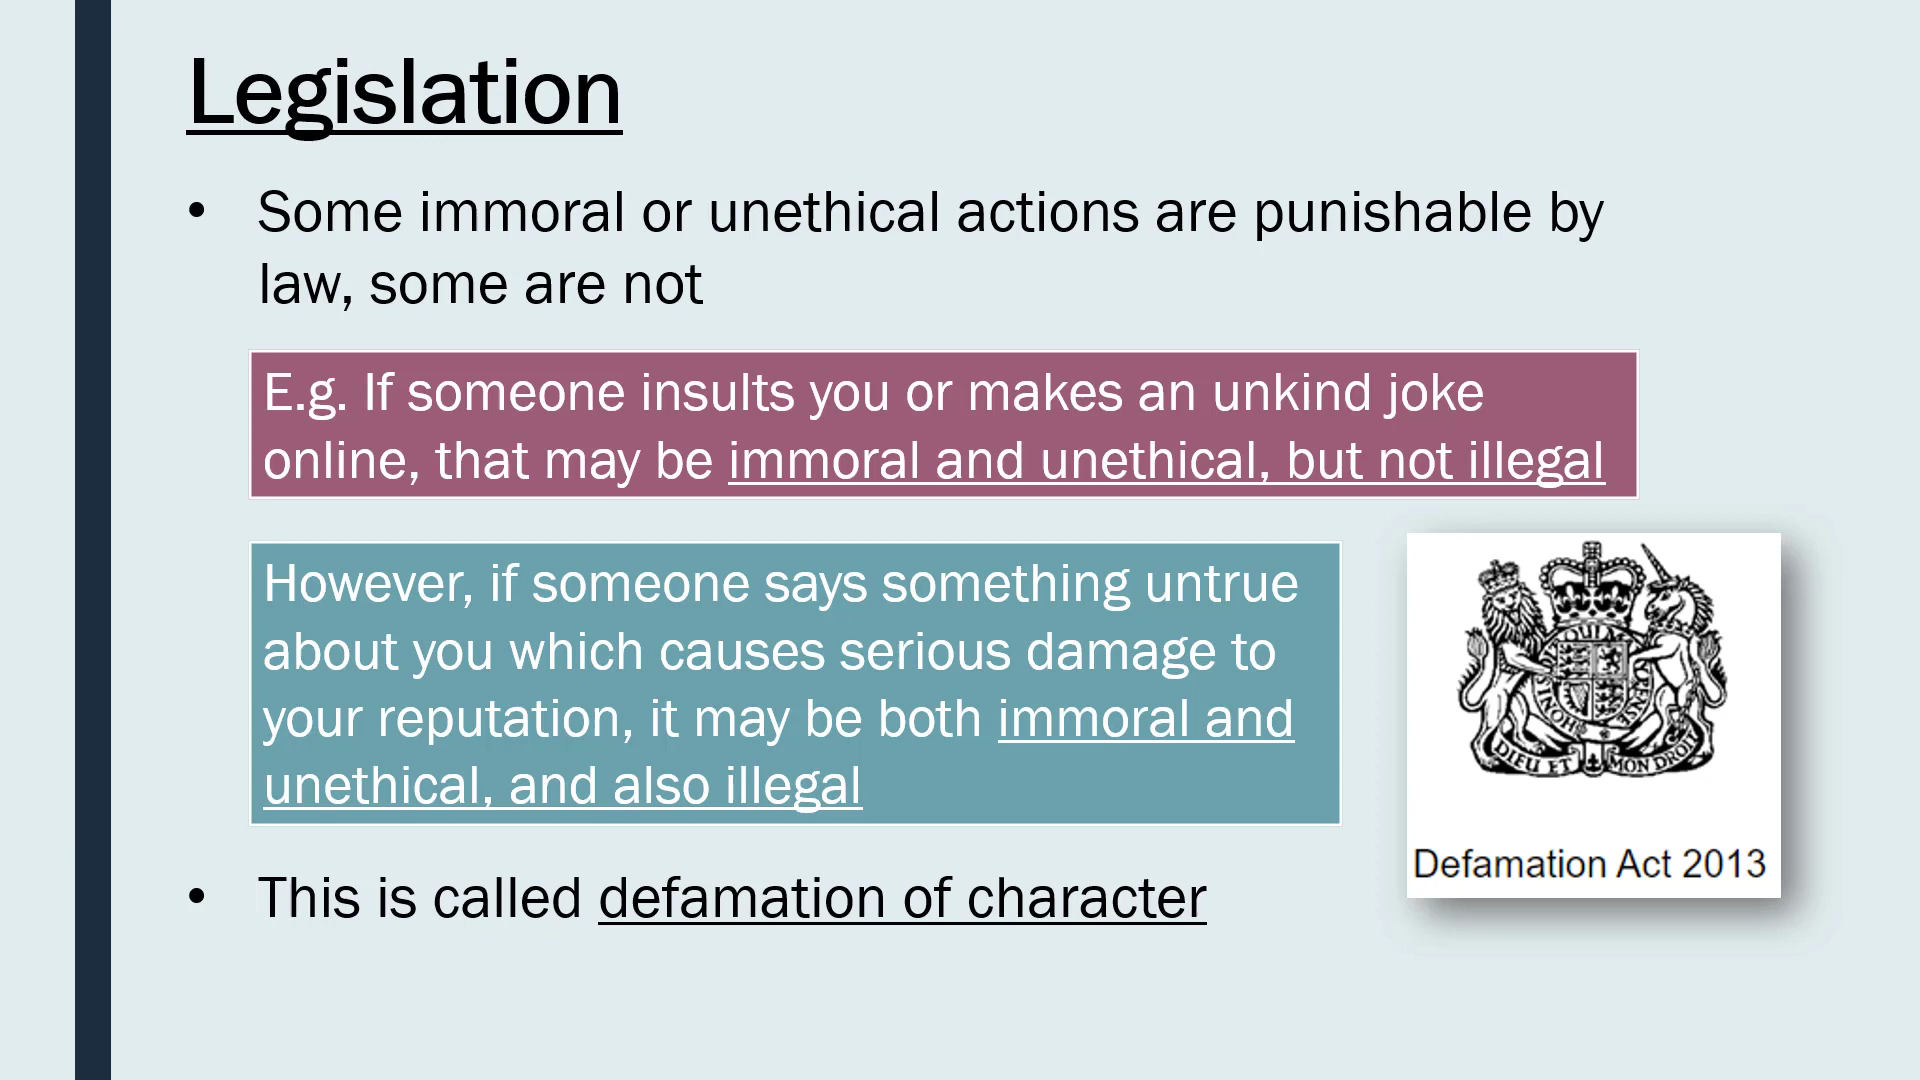 Legislation
• Some immoral or unethical actions are punishable by
law, some are not
E.g. If someone insults you or makes an unkind joke
online, that may be immoral and unethical, but not illegal
However, if someone says something untrue
about you which causes serious damage to
your reputation, it may be both immoral and
unethical, and also illegal
DIEU ET MON DROIT
Defamation Act 2013
• This is called defamation of character